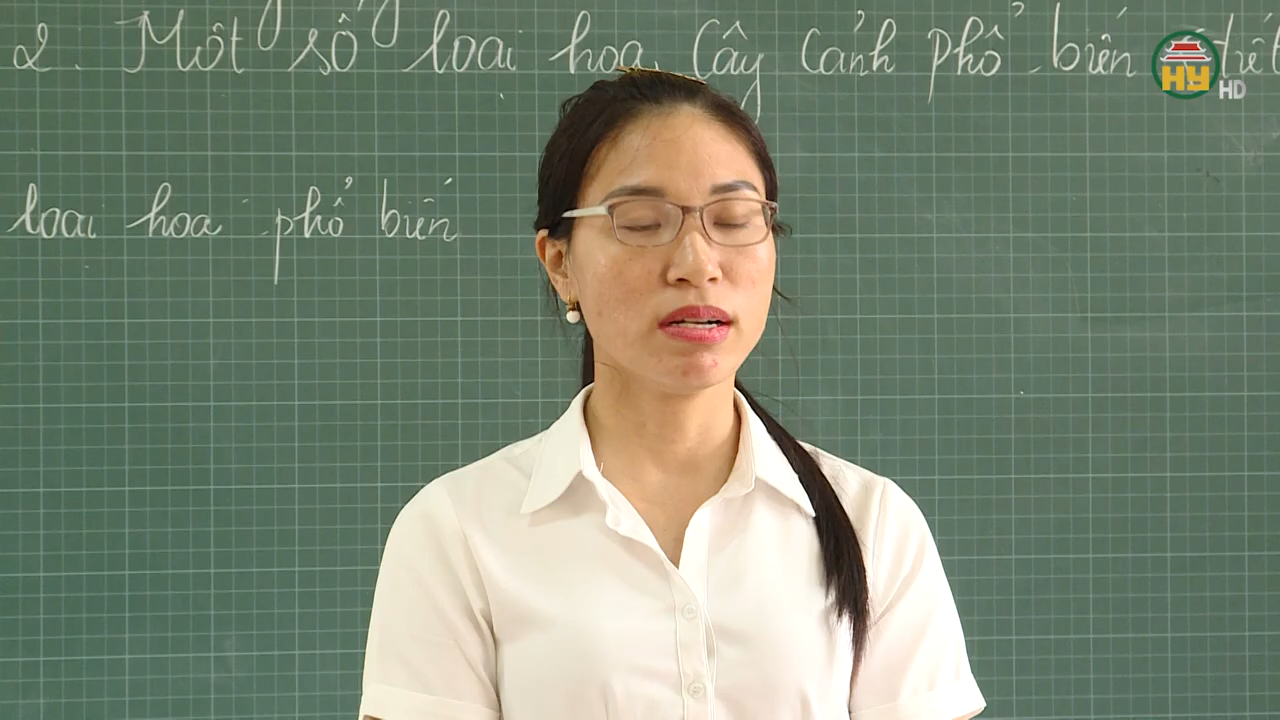 2. Một số loại hoa, cây cảnh phổ biến
HY
HD
loại hoa phổ biến